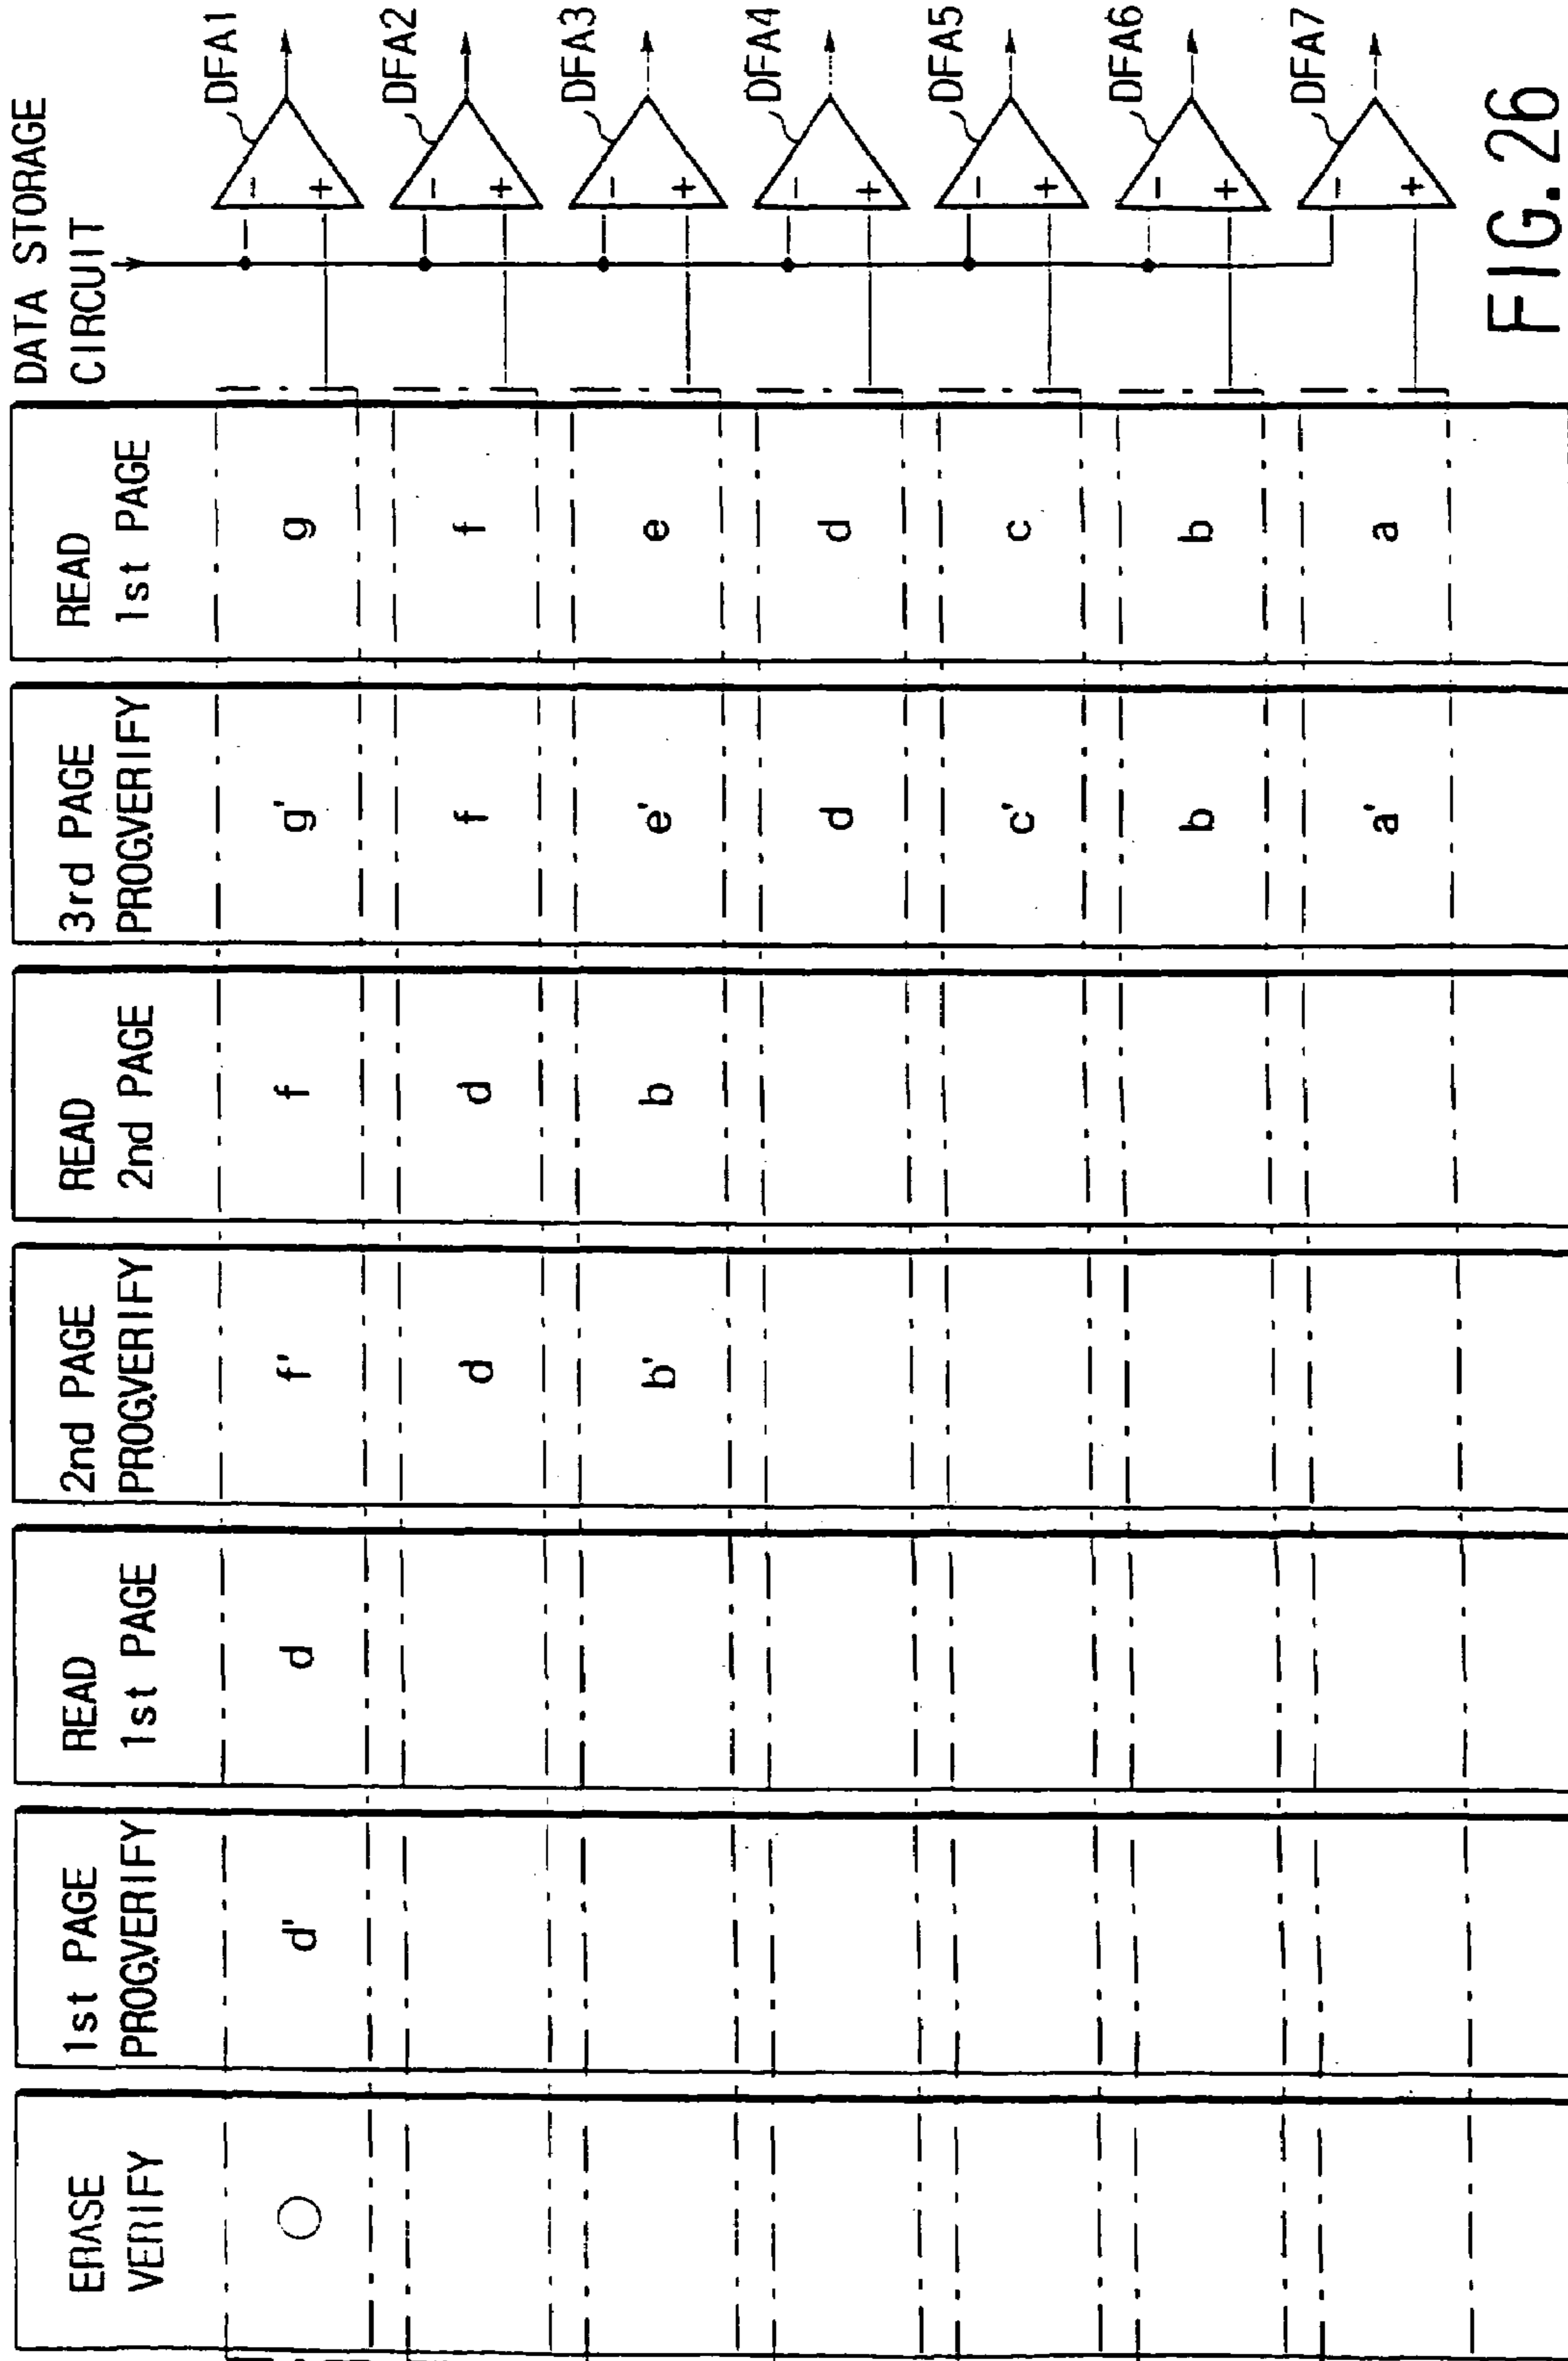 DATA STORAGE
CIRCUIT
ERASE
VERIFY
1st PAGE
PROG.VERIFY
READ
1st PAGE
2nd PAGE
PROG.VERIFY
READ
2nd PAGE
3rd PAGE
PROG.VERIFY
READ
1st PAGE
O d' d f' f g' g - + DFA1
d d f f - + DFA2
b' b e' e - + DFA3
d d - + DFA4
c' c - + DFA5
b b - + DFA6
a' a - + DFA7
FIG.26